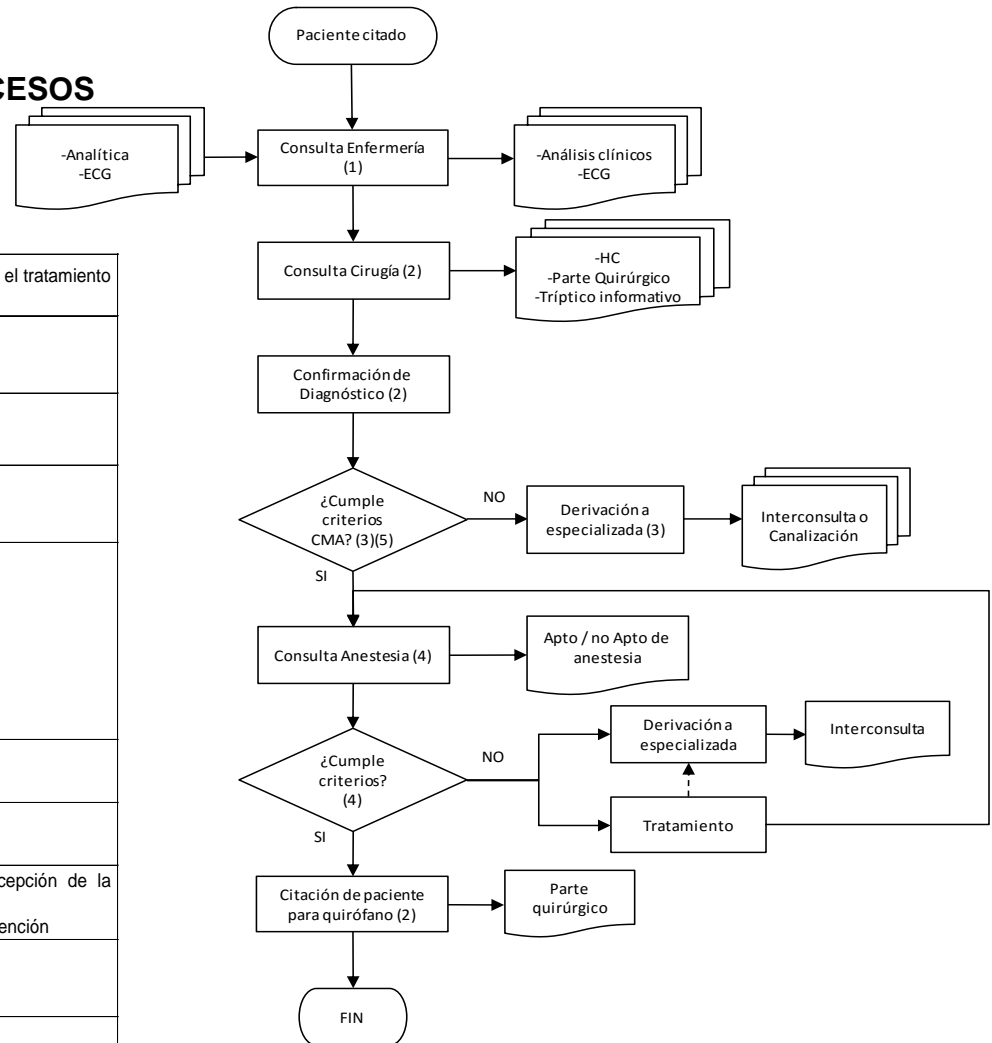 Paciente citado
CESOS
-Analítica
-ECG
Consulta Enfermería
(1)
-Análisis clínicos
-ECG
el tratamiento
Consulta Cirugía (2)
-HC
-Parte Quirúrgico
-Tríptico informativo
Confirmación de
Diagnóstico (2)
¿Cumple
criterios
CMA? (3)(5)
NO
Derivación a
especializada (3)
Interconsulta o
Canalización
SI
Consulta Anestesia (4)
Apto / no Apto de
anestesia
¿Cumple
criterios?
(4)
NO
Derivación a
especializada
Interconsulta
Tratamiento
SI
cepción de la
ención
Citación de paciente
para quirófano (2)
Parte
quirúrgico
FIN